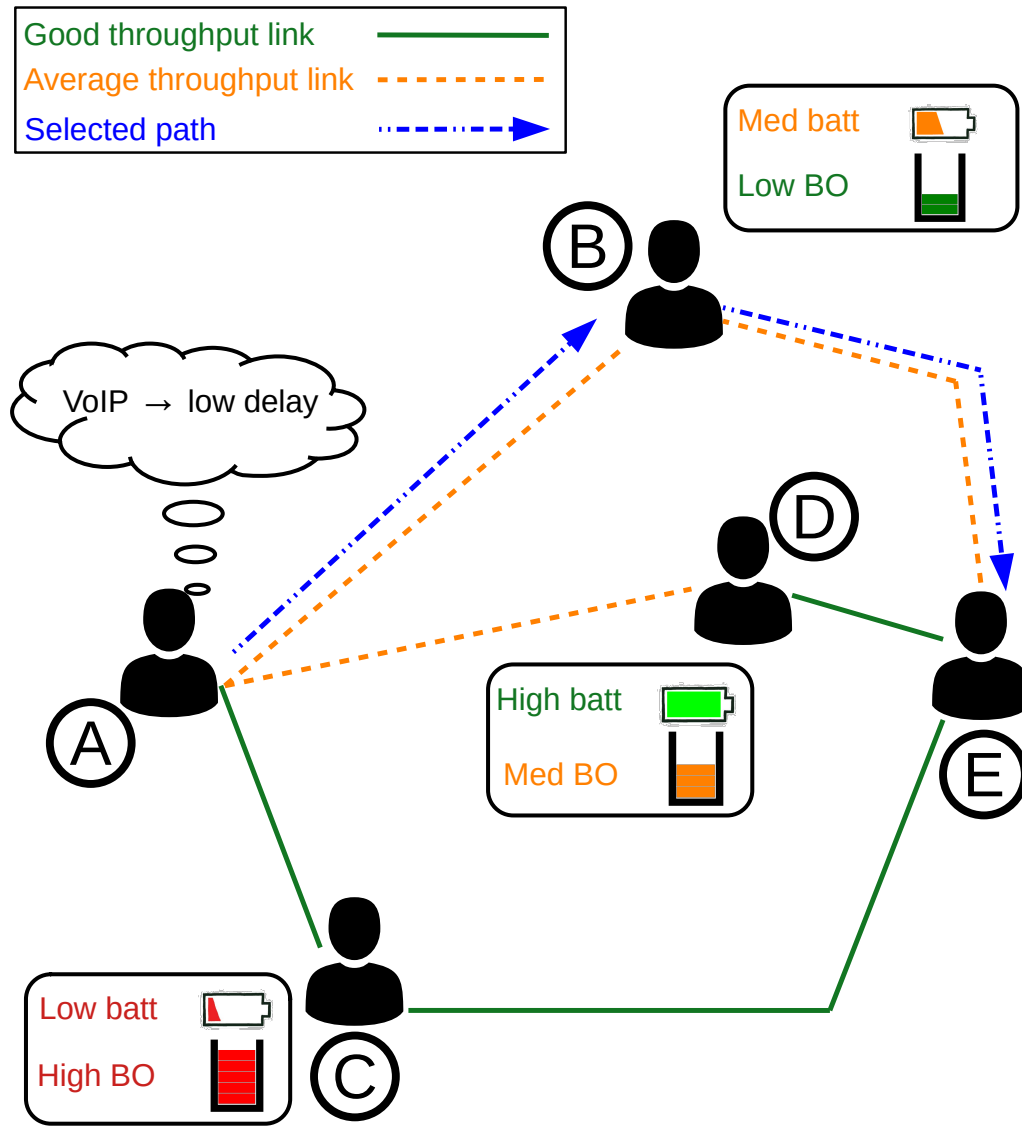 Good throughput link
Average throughput link
Selected path
Med batt
Low BO
B
VoIP → low delay
D
A
High batt
Med BO
E
Low batt
High BO
C